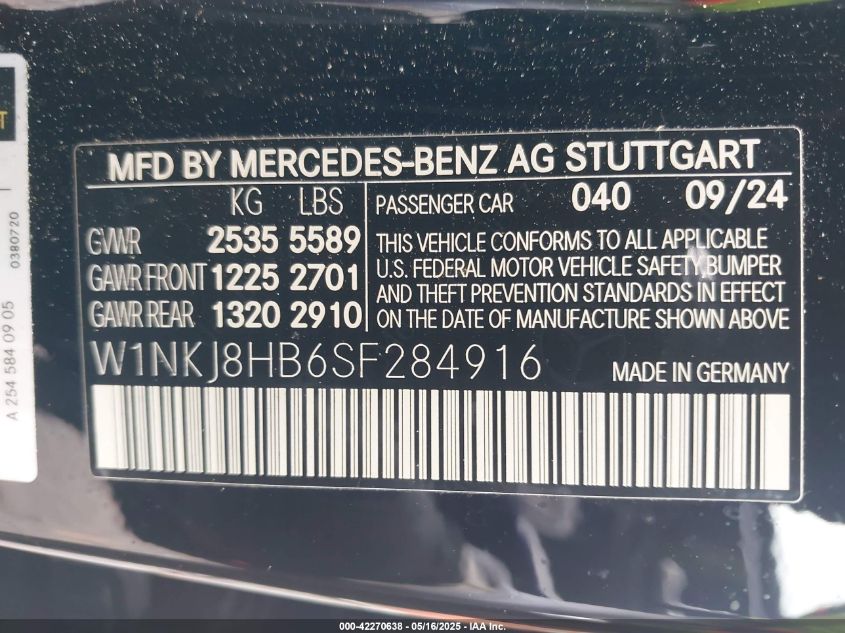 MFD BY MERCEDES-BENZ AG STUTTGART
KG LBS
GVWR 2535 5589
GAWR FRONT 1225 2701
GAWR REAR 1320 2910
PASSENGER CAR 040 09/24
THIS VEHICLE CONFORMS TO ALL APPLICABLE
U.S. FEDERAL MOTOR VEHICLE SAFETY,BUMPER
AND THEFT PREVENTION STANDARDS IN EFFECT
ON THE DATE OF MANUFACTURE SHOWN ABOVE
W1NKJ8HB6SF284916 MADE IN GERMANY
A 254 584 09 05
0380720
000-42270638 - 05/16/2025 - IAA Inc.